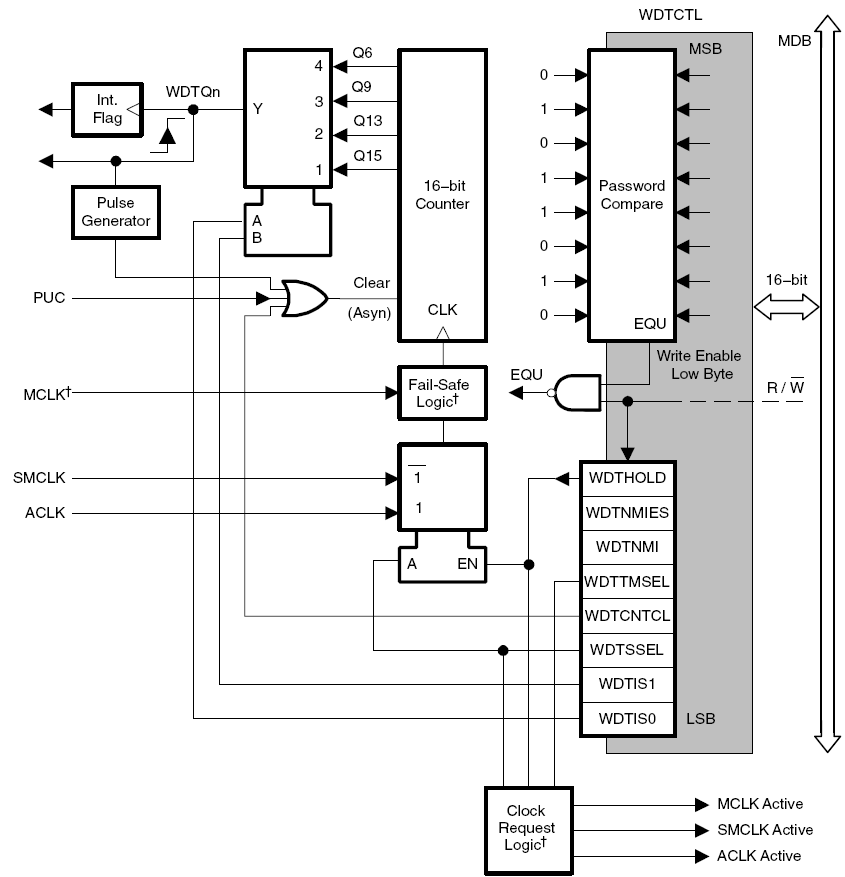 WDTCTL
MDB
MSB
Q6
4
0
Q9
Int.
Flag
WDTQn
Y
3
1
Q13
2
0
Q15
1
1
16−bit
Counter
Password
Compare
Pulse
Generator
A
B
1
0
Clear
1
16−bit
PUC
(Asyn)
CLK
0
EQU
Write Enable
Low Byte
EQU
R / W
MCLK†
Fail-Safe
Logic†
SMCLK
1
WDTHOLD
ACLK
1
WDTNMIES
WDTNMI
A
EN
WDTTMSEL
WDTCNTCL
WDTSSEL
WDTIS1
WDTIS0
LSB
Clock
Request
Logic†
MCLK Active
SMCLK Active
ACLK Active